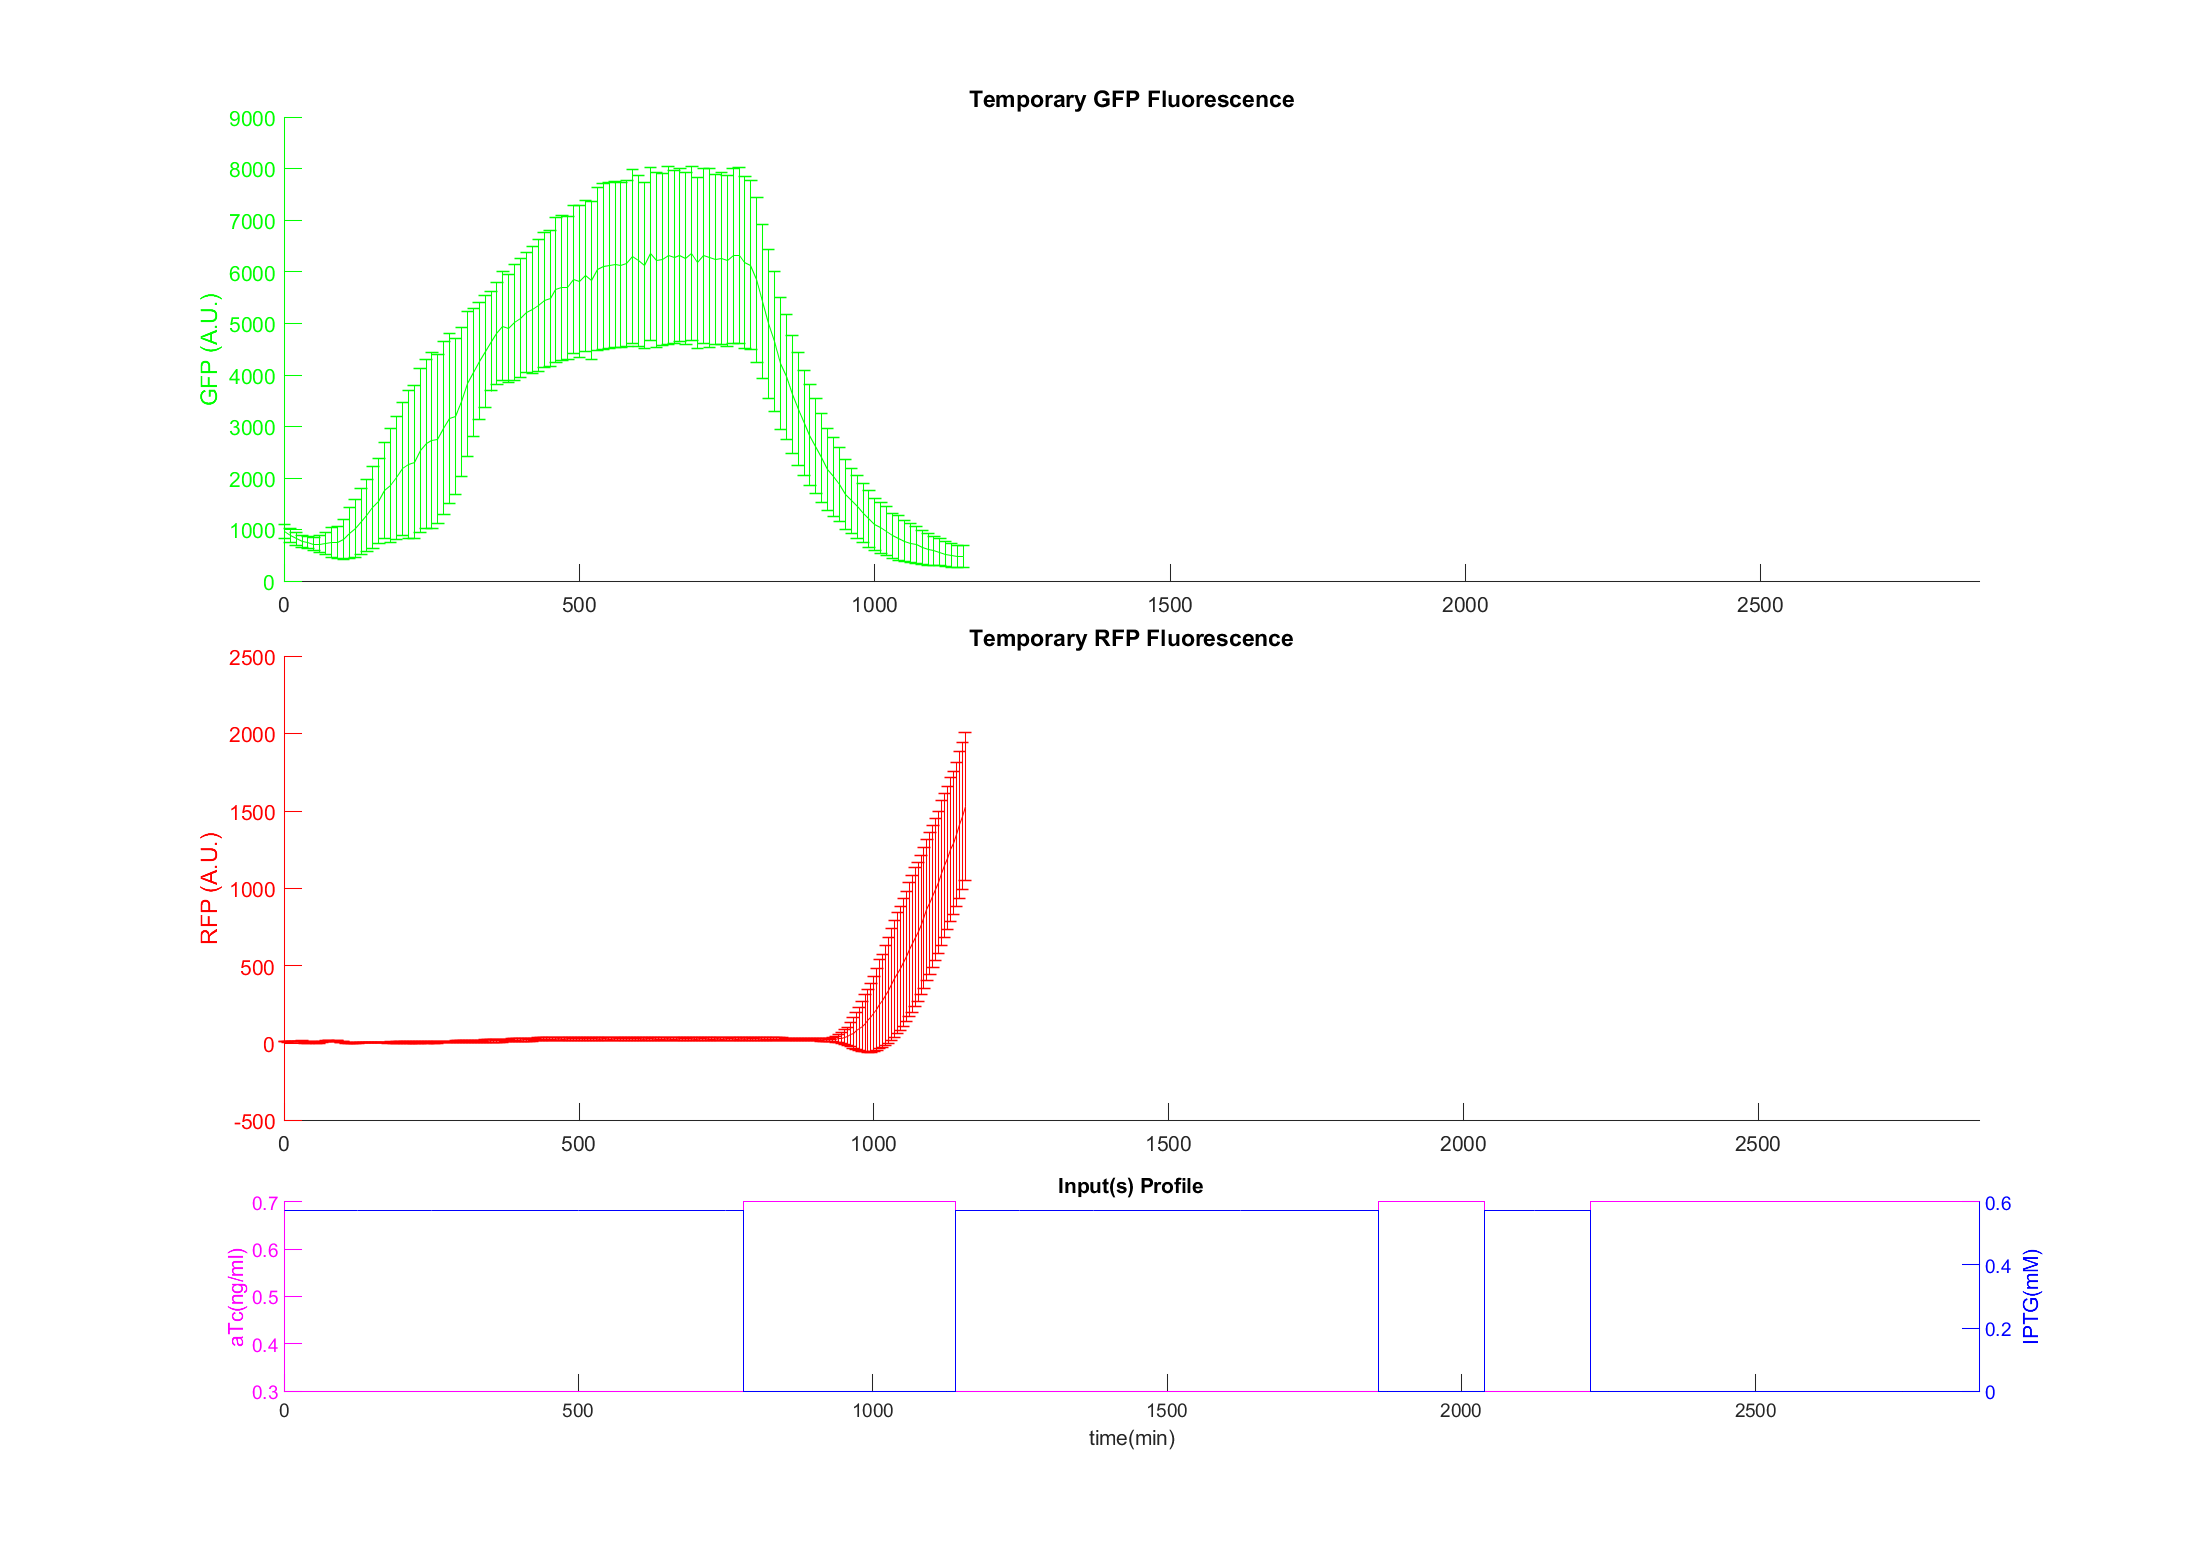 Temporary GFP Fluorescence
9000
8000
7000
6000
5000
4000
3000
2000
1000
0
GFP (A.U.)
0 500 1000 1500 2000 2500
Temporary RFP Fluorescence
2500
2000
1500
1000
500
0
-500
RFP (A.U.)
0 500 1000 1500 2000 2500
Input(s) Profile
0.7
0.6
0.5
0.4
0.3
aTc(ng/ml)
0.6
0.4
0.2
0
IPTG(mM)
0 500 1000 1500 2000 2500
time(min)